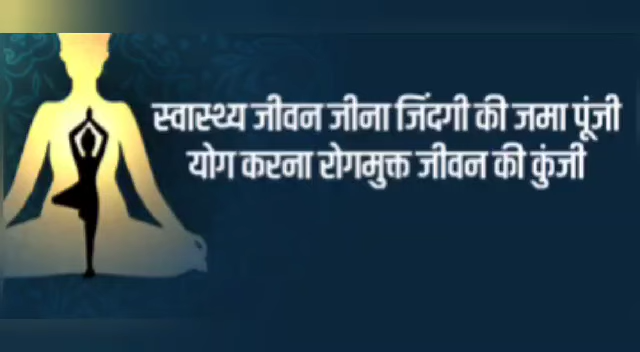 स्वास्थ्य जीवन जीना जिंदगी की जमा पूंजी
योग करना रोगमुक्त जीवन की कुंजी